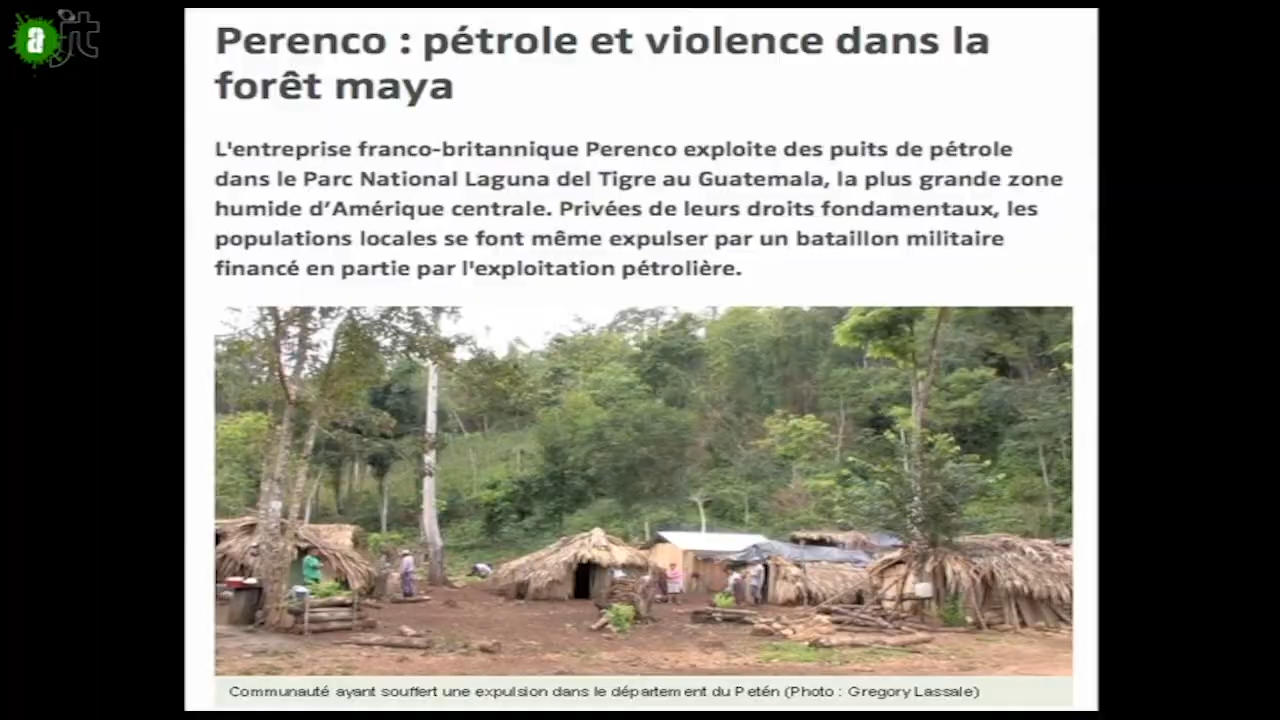 ajt
Perenco : pétrole et violence dans la
forêt maya
L'entreprise franco-britannique Perenco exploite des puits de pétrole
dans le Parc National Laguna del Tigre au Guatemala, la plus grande zone
humide d’Amérique centrale. Privées de leurs droits fondamentaux, les
populations locales se font même expulser par un bataillon militaire
financé en partie par l'exploitation pétrolière.
Communauté ayant souffert une expulsion dans le département du Petén (Photo : Gregory Lassale)